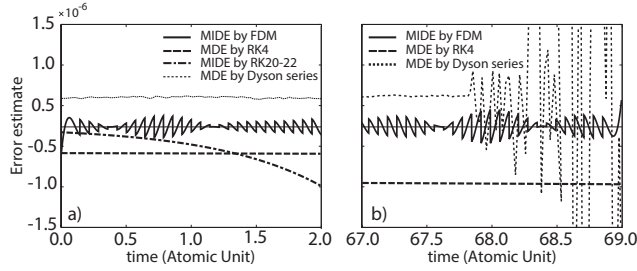 ×10⁻⁶
1.5
MIDE by FDM
MDE by RK4
MDE by RK20-22
MDE by Dyson series
0.5
-0.5
-1.0
-1.5
Error estimate
a)
0.0
0.5
1.0
1.5
2.0
time (Atomic Unit)
MIDE by FDM
MDE by RK4
MDE by Dyson series
b)
67.0
67.5
68.0
68.5
69.0
time (Atomic Unit)